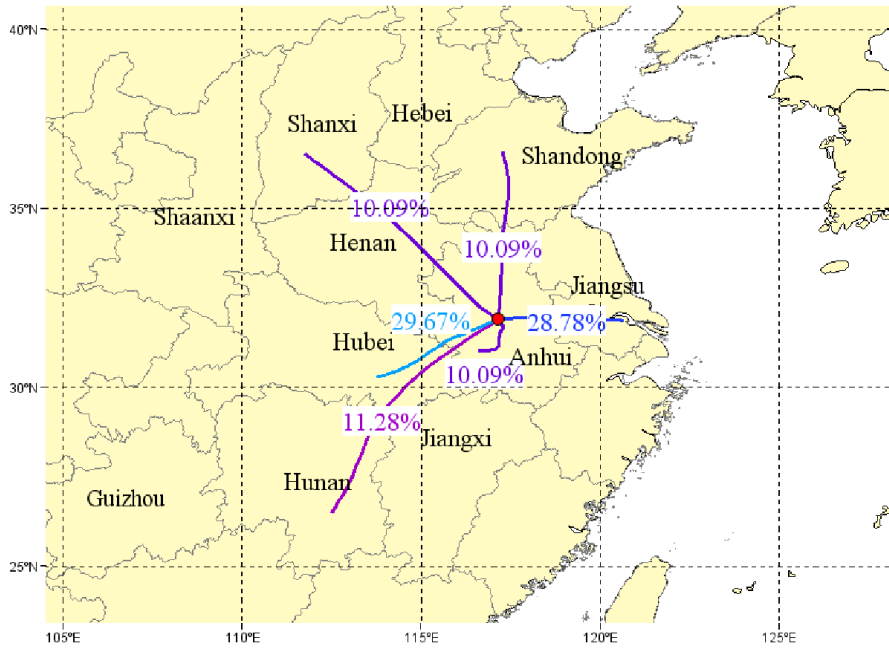 40°N
Hebei
Shanxi
Shandong
35°N
Shaanxi
10.09%
Henan
10.09%
Jiangsu
29.67%
28.78%
Hubei
Anhui
30°N
10.09%
11.28%
Jiangxi
Hunan
Guizhou
25°N
105°E
110°E
115°E
120°E
125°E